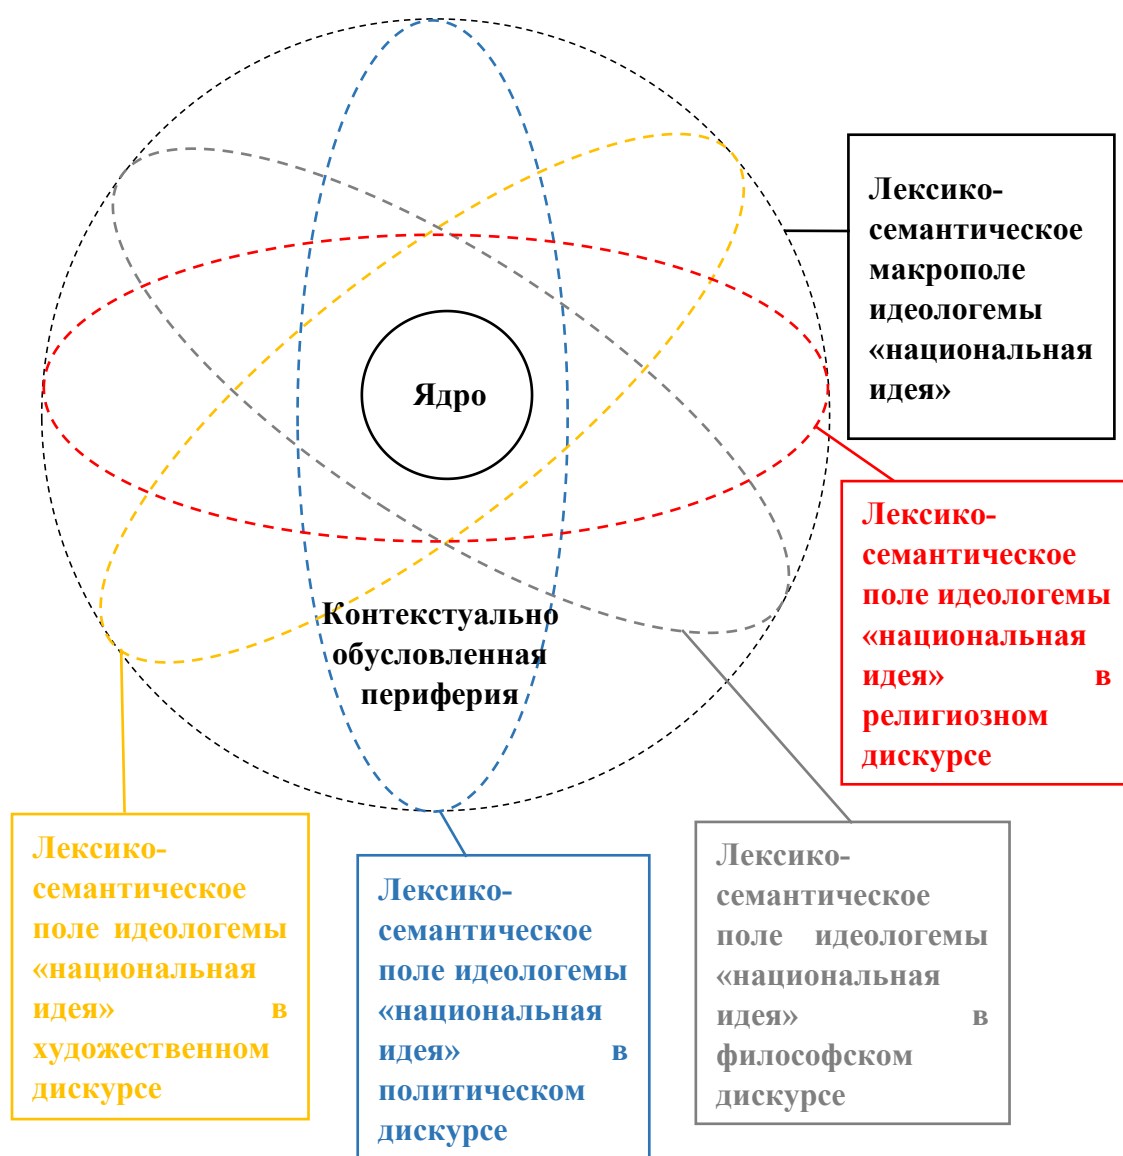 Лексико-
семантическое
макрополе
идеологемы
«национальная
идея»
Ядро
Лексико-
семантическое
поле идеологемы
«национальная
идея» в
религиозном
дискурсе
Контекстуально
обусловленная
периферия
Лексико-
семантическое
поле идеологемы
«национальная
идея» в
художественном
дискурсе
Лексико-
семантическое
поле идеологемы
«национальная
идея» в
политическом
дискурсе
Лексико-
семантическое
поле идеологемы
«национальная
идея» в
философском
дискурсе